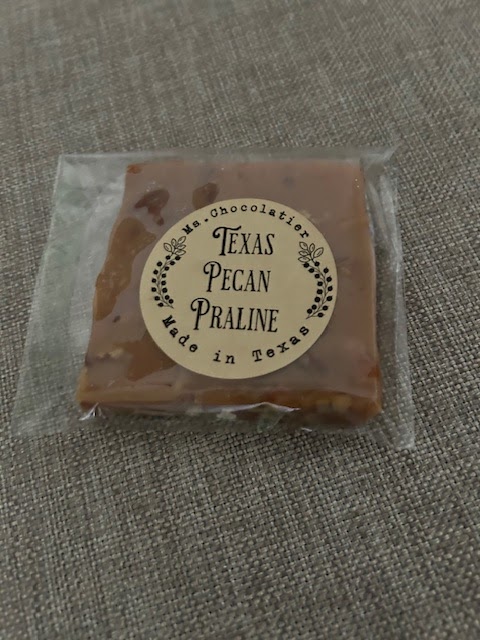 Ms.Chocolatier
Texas
Pecan
Praline
Made in Texas